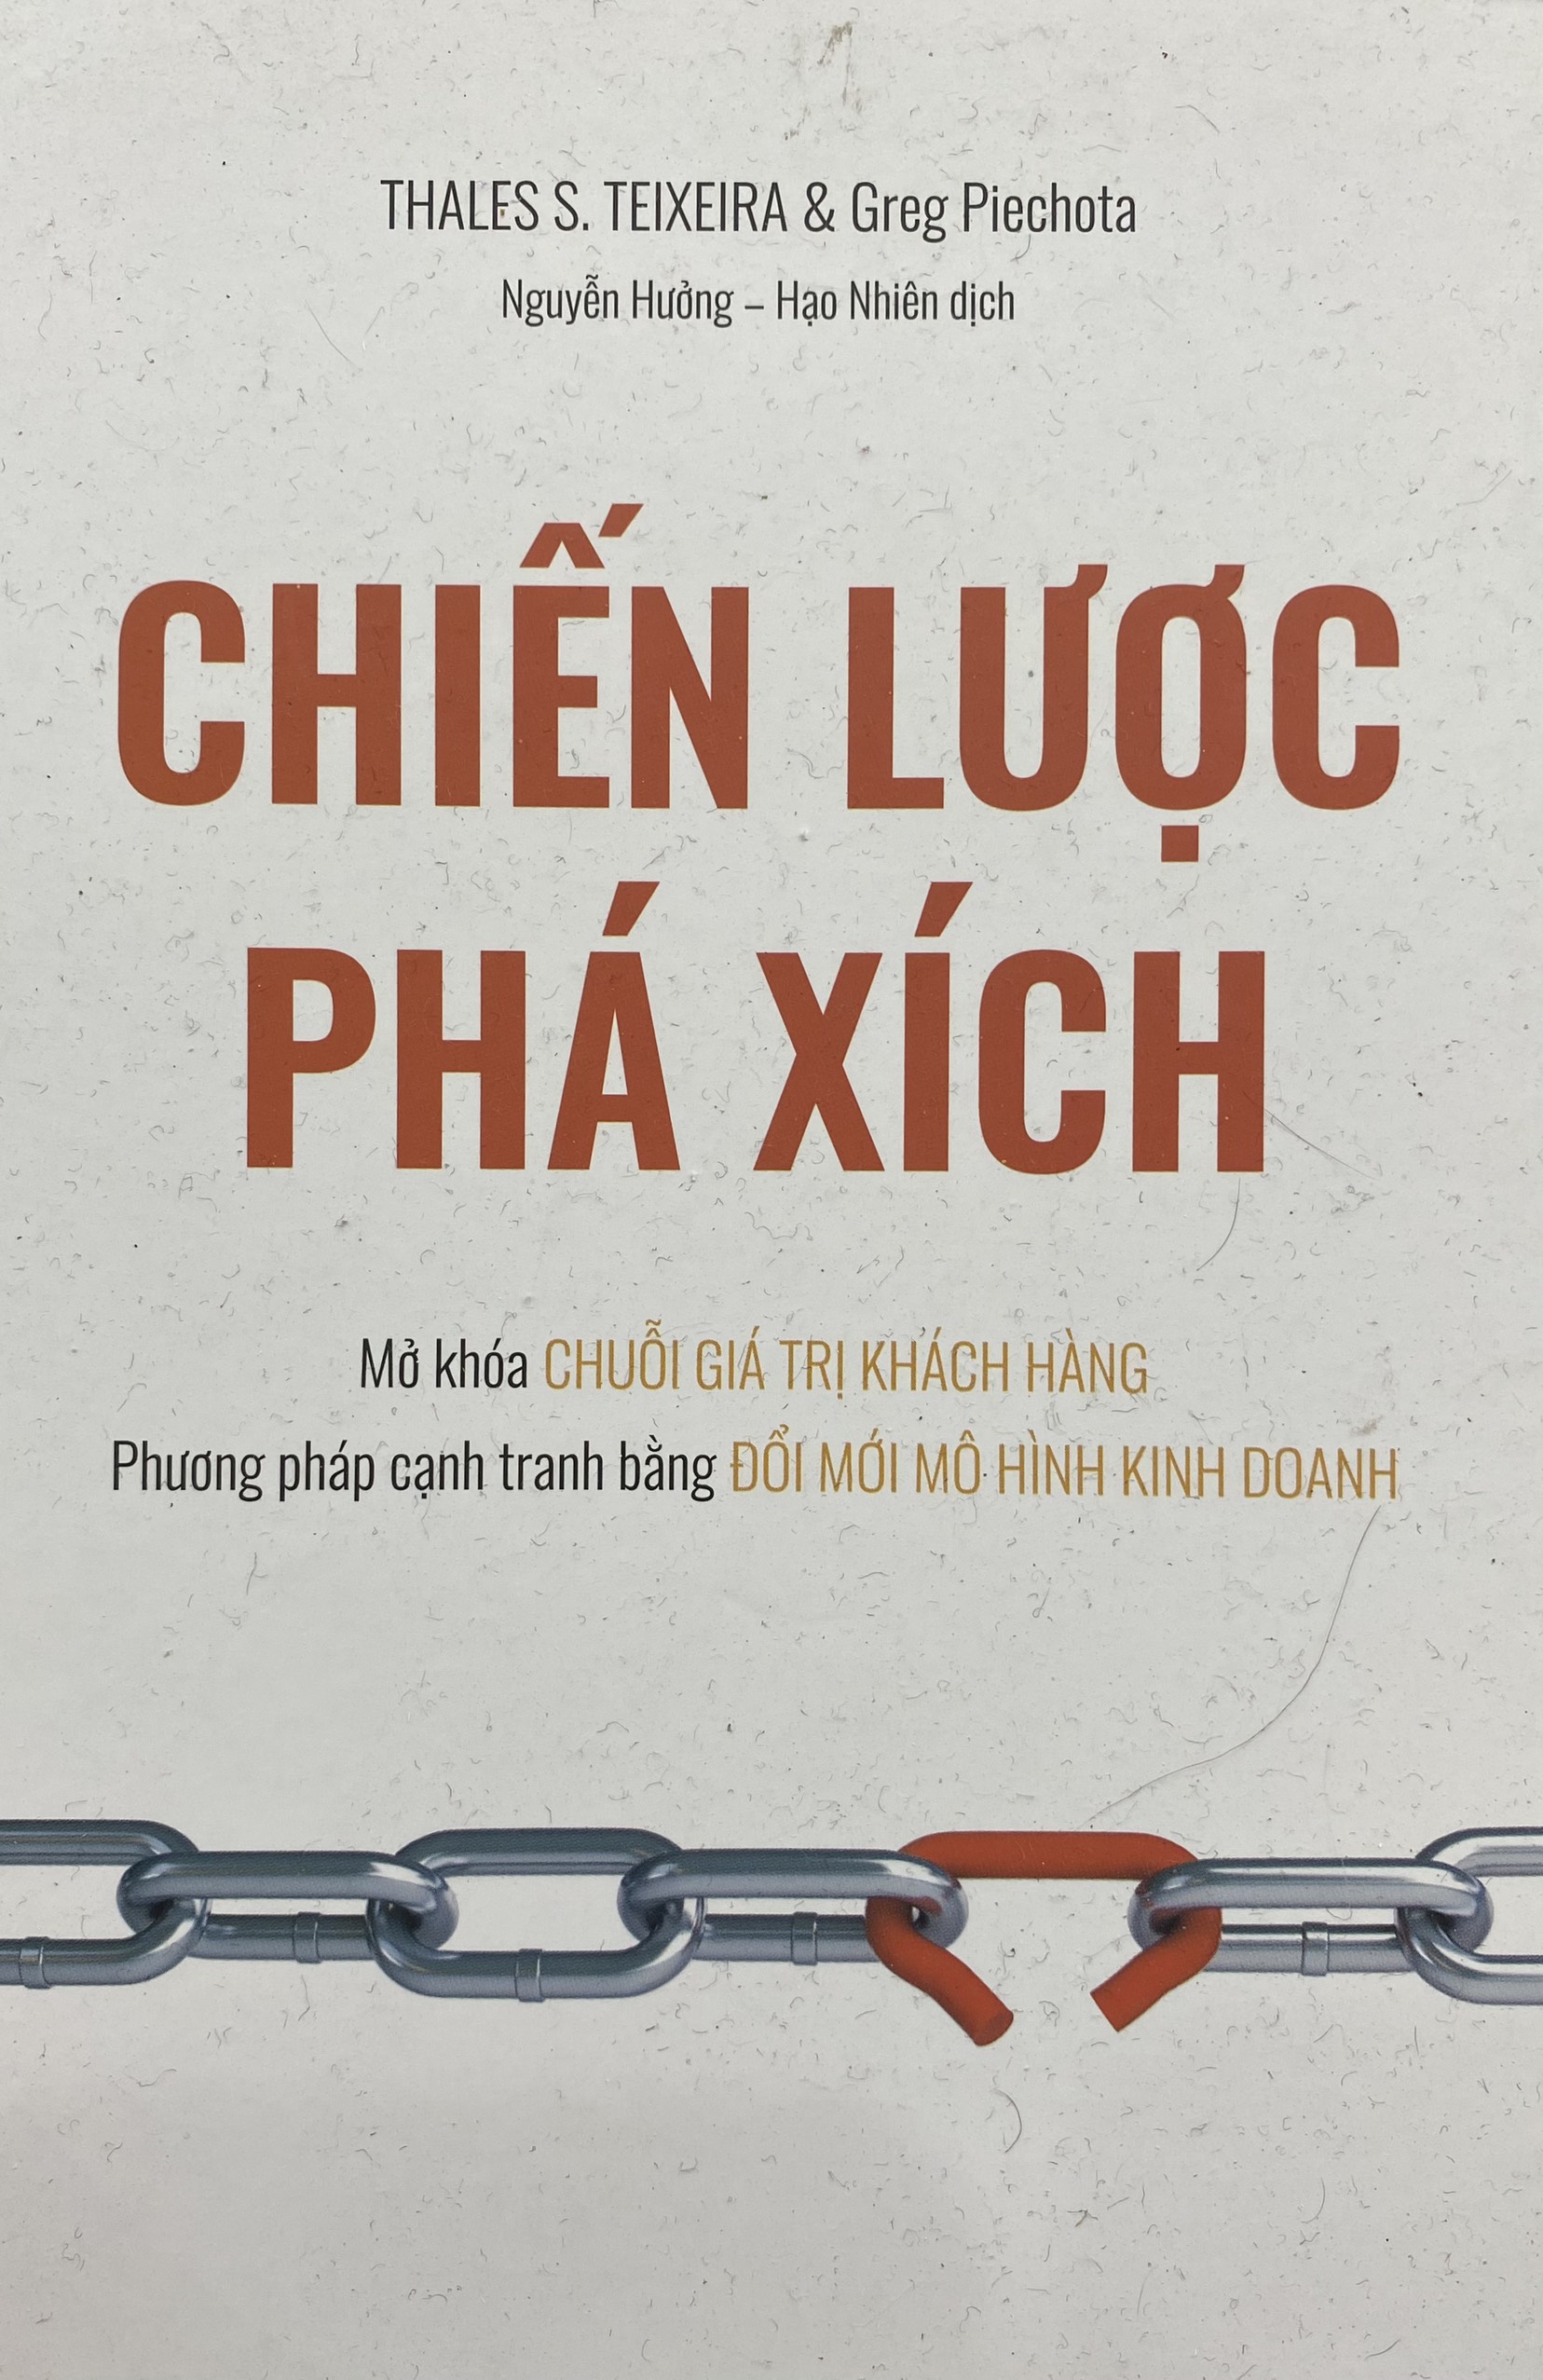 THALES S. TEIXEIRA & Greg Piechota
Nguyễn Hưởng – Hạo Nhiên dịch
CHIẾN LƯỢC
PHÁ XÍCH
Mở khóa CHUỖI GIÁ TRỊ KHÁCH HÀNG
Phương pháp cạnh tranh bằng ĐỔI MỚI MÔ HÌNH KINH DOANH